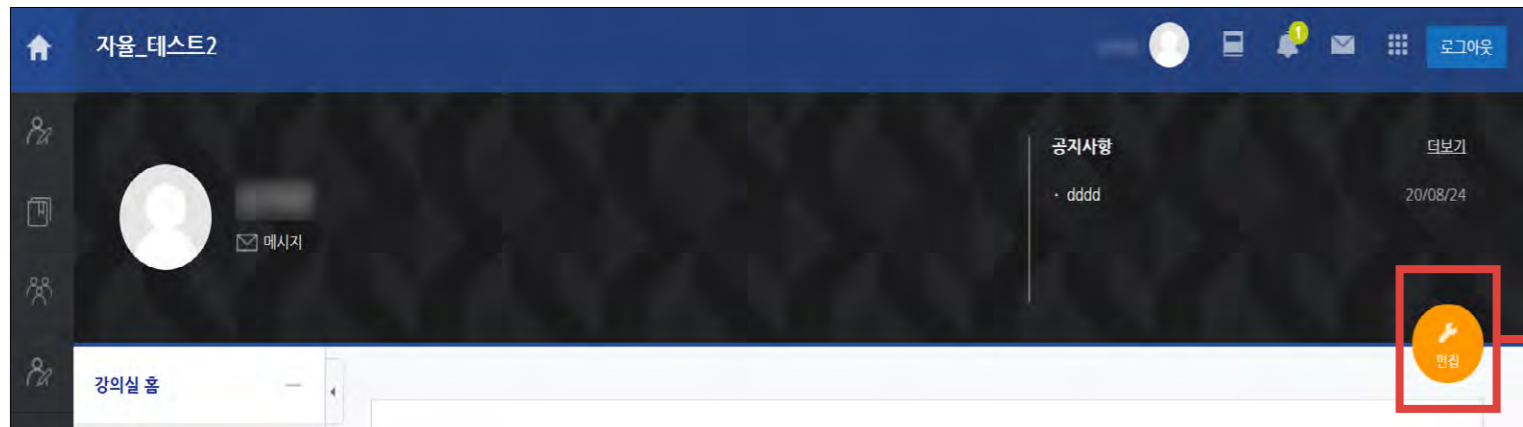 자율_테스트2
1
로그아웃
공지사항
더보기
· dddd
20/08/24
메시지
편집
강의실 홈